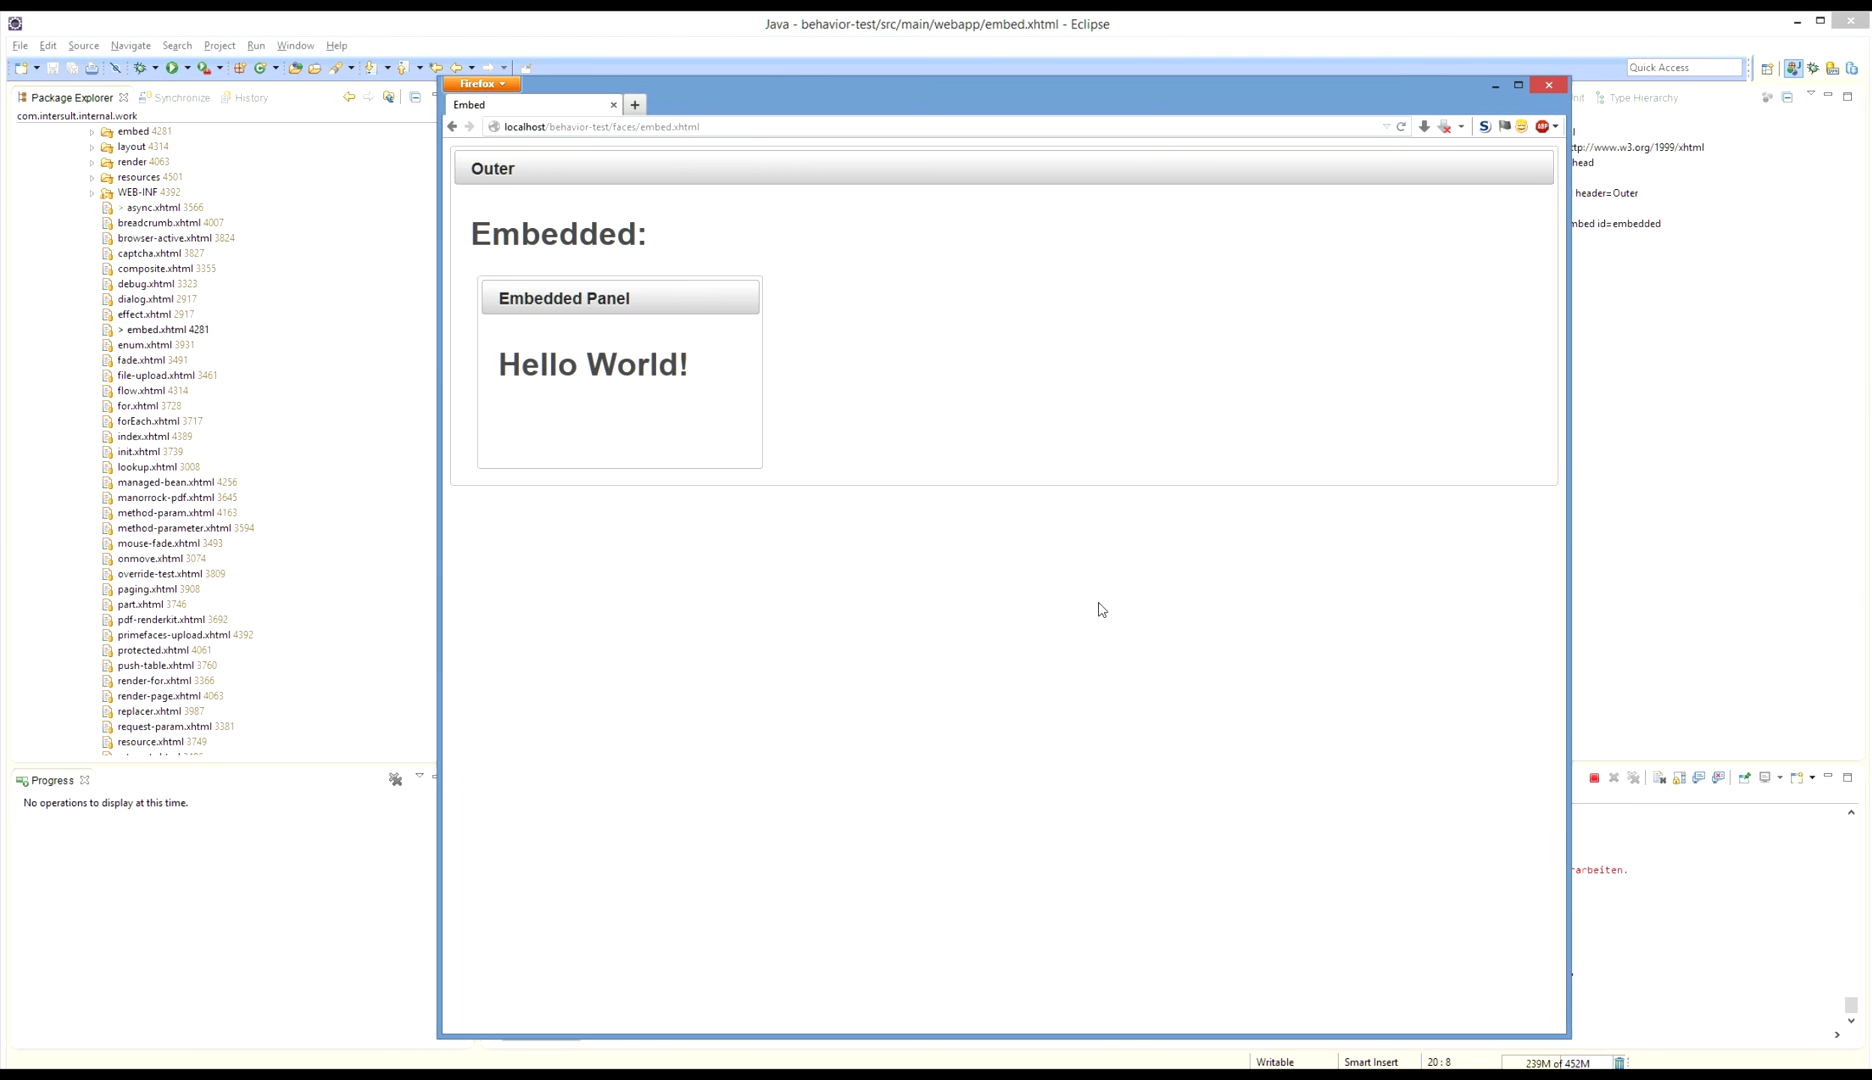 Java - behavior-test/src/main/webapp/embed.xhtml - Eclipse
File Edit Source Navigate Search Project Run Window Help
Quick Access
Package Explorer Synchronize History
Type Hierarchy
com.intersult.internal.work
embed 4281
layout 4314
render 4063
resources 4501
WEB-INF 4392
> async.xhtml 3566
breadcrumb.xhtml 4007
browser-active.xhtml 3824
captcha.xhtml 3827
composite.xhtml 3355
debug.xhtml 3323
dialog.xhtml 2917
effect.xhtml 2917
> embed.xhtml 4281
enum.xhtml 3931
fade.xhtml 3491
file-upload.xhtml 3461
flow.xhtml 4314
for.xhtml 3728
forEach.xhtml 3717
index.xhtml 4389
init.xhtml 3739
lookup.xhtml 3008
managed-bean.xhtml 4256
manorrock-pdf.xhtml 3645
method-param.xhtml 4163
method-parameter.xhtml 3594
mouse-fade.xhtml 3493
onmove.xhtml 3074
override-test.xhtml 3809
paging.xhtml 3908
part.xhtml 3746
pdf-renderkit.xhtml 3692
primefaces-upload.xhtml 4392
protected.xhtml 4061
push-table.xhtml 3760
render-for.xhtml 3366
render-page.xhtml 4063
replacer.xhtml 3987
request-param.xhtml 3381
resource.xhtml 3749
Progress
No operations to display at this time.
Firefox
Embed
localhost/behavior-test/faces/embed.xhtml
S
ABP
Outer
Embedded:
Embedded Panel
Hello World!
ttp://www.w3.org/1999/xhtml
head
header=Outer
mbed id=embedded
rarbeiten.
Writable
Smart Insert
20 : 8
239M of 452M